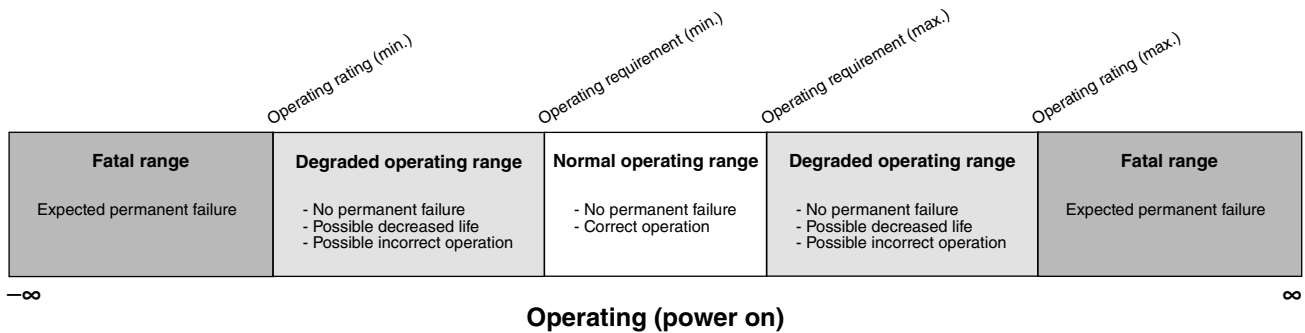 Operating rating (min.)
Operating requirement (min.)
Operating requirement (max.)
Operating rating (max.)
Fatal range
Expected permanent failure
Degraded operating range
- No permanent failure
- Possible decreased life
- Possible incorrect operation
Normal operating range
- No permanent failure
- Correct operation
Degraded operating range
- No permanent failure
- Possible decreased life
- Possible incorrect operation
Fatal range
Expected permanent failure
–∞
∞
Operating (power on)